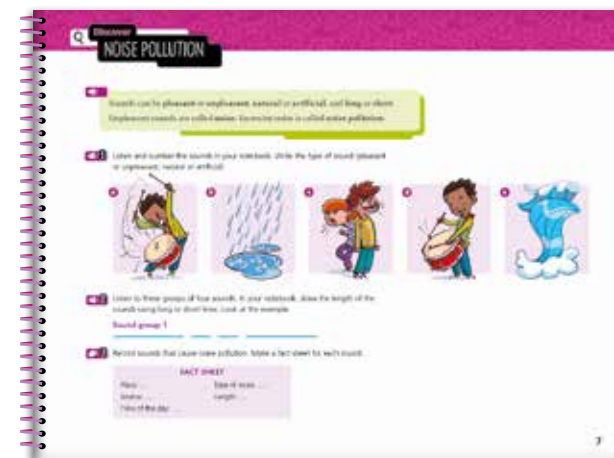 Discover
NOISE POLLUTION
Sounds can be pleasant or unpleasant, natural or artificial, and long or short.
Unpleasant sounds are called noise. Excessive noise is called noise pollution.
Listen and number the sounds in your notebook. Write the type of sound (pleasant
or unpleasant, natural or artificial).
Listen to these groups of four sounds. In your notebook, draw the length of the
sounds using long or short lines. Look at the example.
Sound group 1
Record sounds that cause noise pollution. Make a fact sheet for each sound.
FACT SHEET
Place: ... Type of noise: ...
Source: ... Length: ...
Time of the day: ...
7